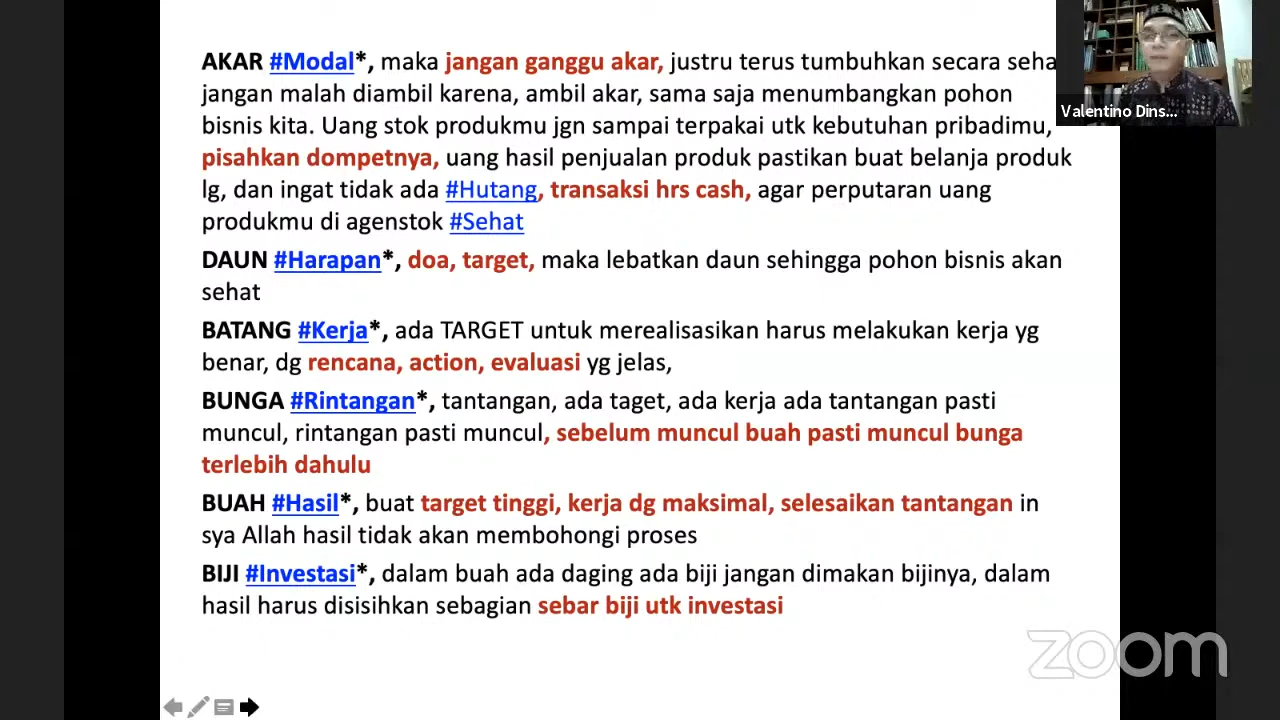 AKAR #Modal*, maka jangan ganggu akar, justru terus tumbuhkan secara seha
jangan malah diambil karena, ambil akar, sama saja menumbangkan pohon
bisnis kita. Uang stok produkmu jgn sampai terpakai utk kebutuhan pribadimu,
pisahkan dompetnya, uang hasil penjualan produk pastikan buat belanja produk
lg, dan ingat tidak ada #Hutang, transaksi hrs cash, agar perputaran uang
produkmu di agenstok #Sehat
DAUN #Harapan*, doa, target, maka lebatkan daun sehingga pohon bisnis akan
sehat
BATANG #Kerja*, ada TARGET untuk merealisasikan harus melakukan kerja yg
benar, dg rencana, action, evaluasi yg jelas,
BUNGA #Rintangan*, tantangan, ada taget, ada kerja ada tantangan pasti
muncul, rintangan pasti muncul, sebelum muncul buah pasti muncul bunga
terlebih dahulu
BUAH #Hasil*, buat target tinggi, kerja dg maksimal, selesaikan tantangan in
sya Allah hasil tidak akan membohongi proses
BIJI #Investasi*, dalam buah ada daging ada biji jangan dimakan bijinya, dalam
hasil harus disisihkan sebagian sebar biji utk investasi
Valentino Dins...
zoom